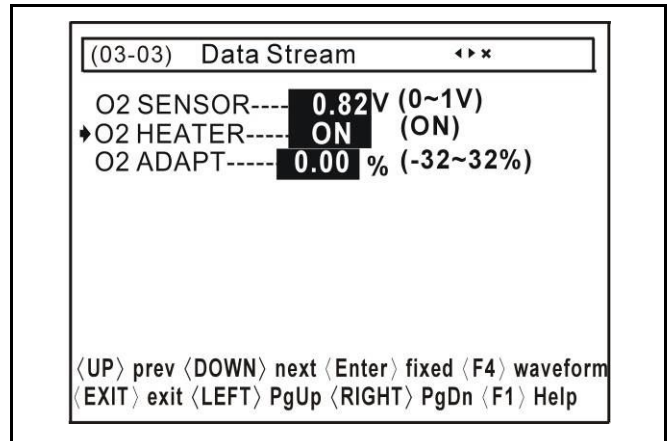 (03-03) Data Stream
O2 SENSOR---- 0.82V (0~1V)
O2 HEATER----- ON (ON)
O2 ADAPT----- 0.00 % (-32~32%)
〈UP〉 prev 〈DOWN〉 next 〈Enter〉 fixed 〈F4〉 waveform
〈EXIT〉 exit 〈LEFT〉 PgUp 〈RIGHT〉 PgDn 〈F1〉 Help